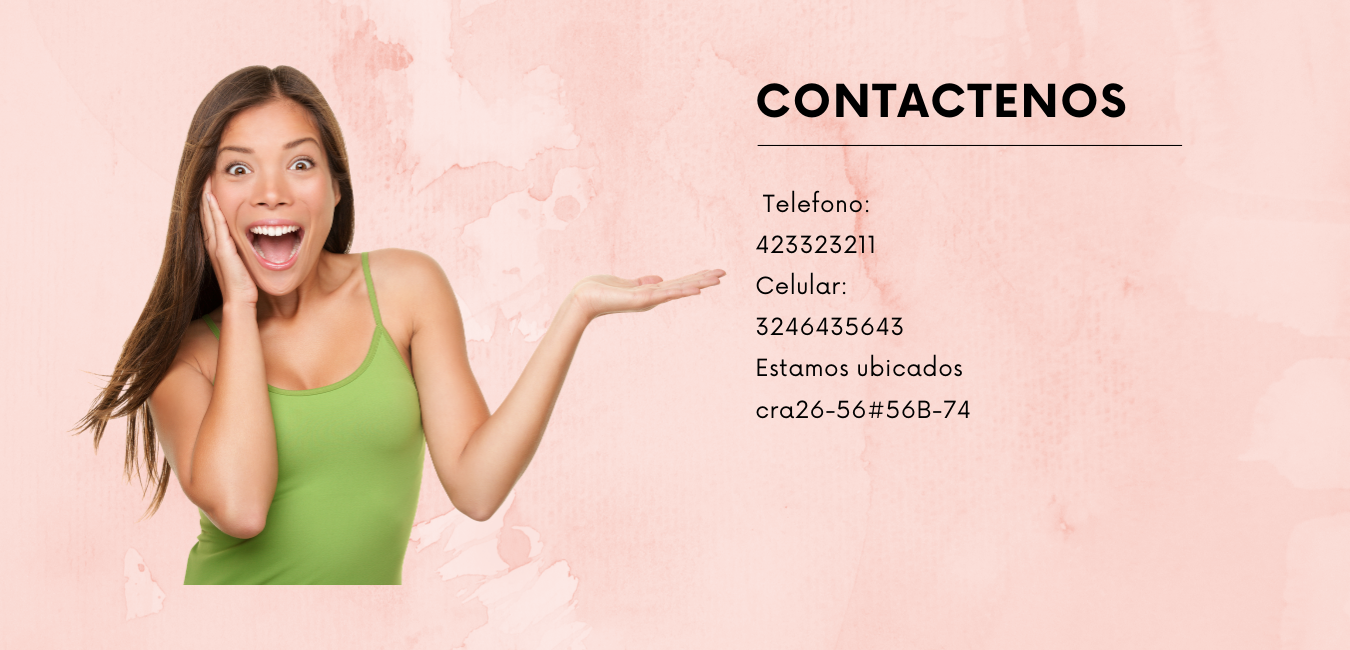 CONTACTENOS
Telefono:
423323211
Celular:
3246435643
Estamos ubicados
cra26-56#56B-74